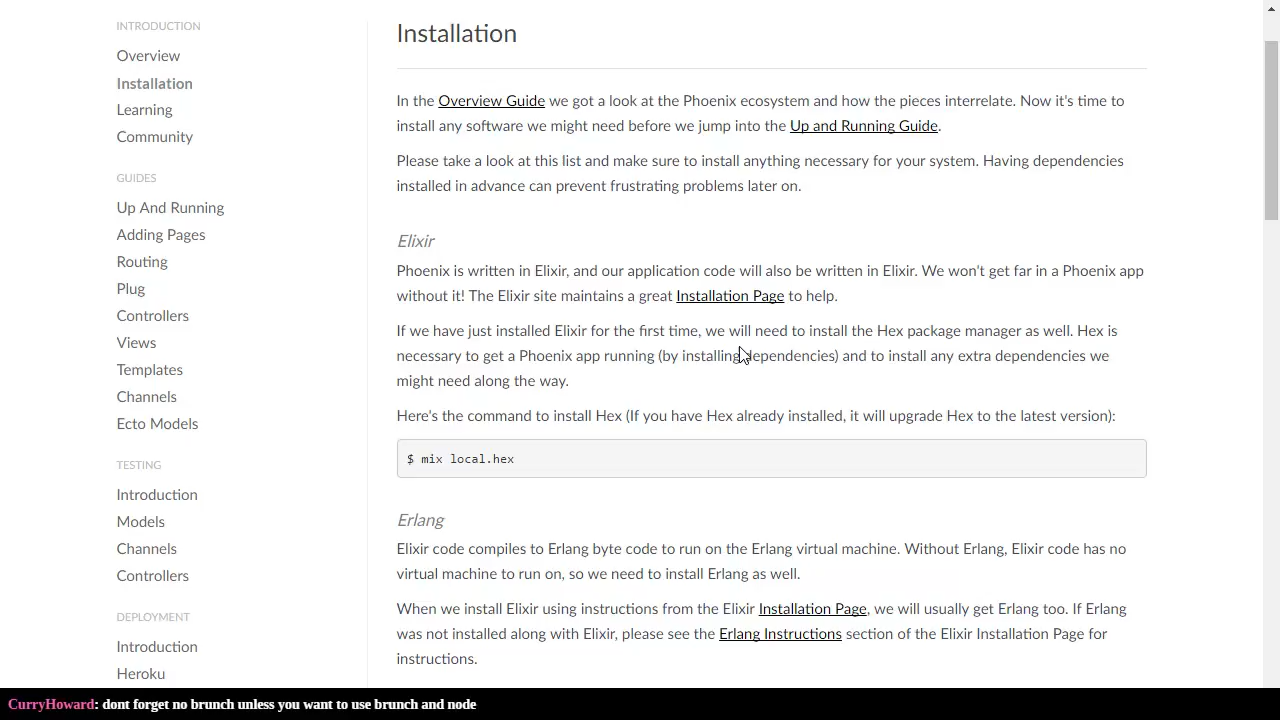 INTRODUCTION
Overview
Installation
Learning
Community
GUIDES
Up And Running
Adding Pages
Routing
Plug
Controllers
Views
Templates
Channels
Ecto Models
TESTING
Introduction
Models
Channels
Controllers
DEPLOYMENT
Introduction
Heroku
Installation
In the Overview Guide we got a look at the Phoenix ecosystem and how the pieces interrelate. Now it's time to
install any software we might need before we jump into the Up and Running Guide.
Please take a look at this list and make sure to install anything necessary for your system. Having dependencies
installed in advance can prevent frustrating problems later on.
Elixir
Phoenix is written in Elixir, and our application code will also be written in Elixir. We won't get far in a Phoenix app
without it! The Elixir site maintains a great Installation Page to help.
If we have just installed Elixir for the first time, we will need to install the Hex package manager as well. Hex is
necessary to get a Phoenix app running (by installing dependencies) and to install any extra dependencies we
might need along the way.
Here's the command to install Hex (If you have Hex already installed, it will upgrade Hex to the latest version):
$ mix local.hex
Erlang
Elixir code compiles to Erlang byte code to run on the Erlang virtual machine. Without Erlang, Elixir code has no
virtual machine to run on, so we need to install Erlang as well.
When we install Elixir using instructions from the Elixir Installation Page, we will usually get Erlang too. If Erlang
was not installed along with Elixir, please see the Erlang Instructions section of the Elixir Installation Page for
instructions.
CurryHoward: dont forget no brunch unless you want to use brunch and node